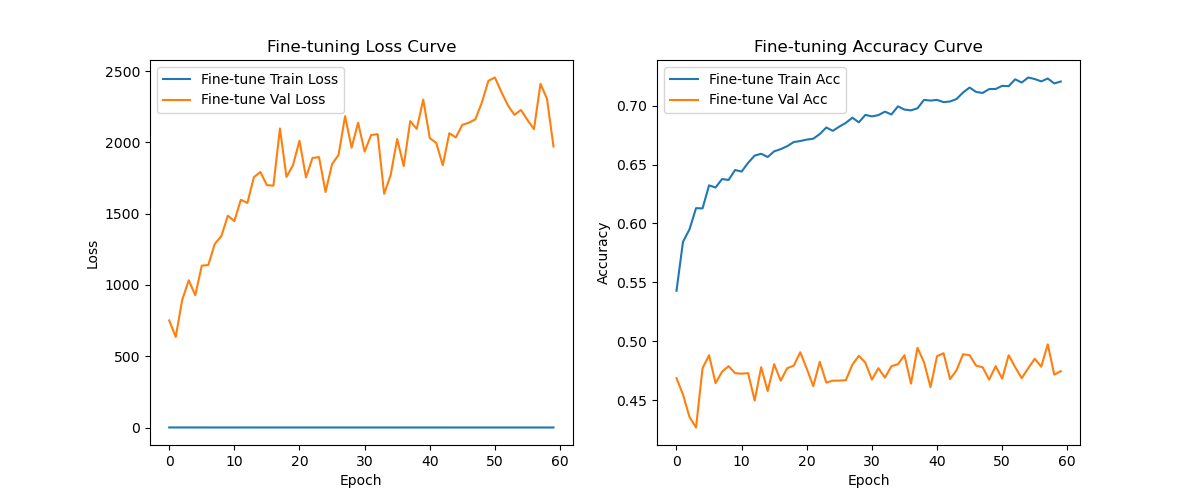 Fine-tuning Loss Curve
Fine-tune Train Loss
Fine-tune Val Loss
2500
2000
1500
1000
500
0
Loss
0 10 20 30 40 50 60
Epoch
Fine-tuning Accuracy Curve
Fine-tune Train Acc
Fine-tune Val Acc
0.70
0.65
0.60
0.55
0.50
0.45
Accuracy
0 10 20 30 40 50 60
Epoch